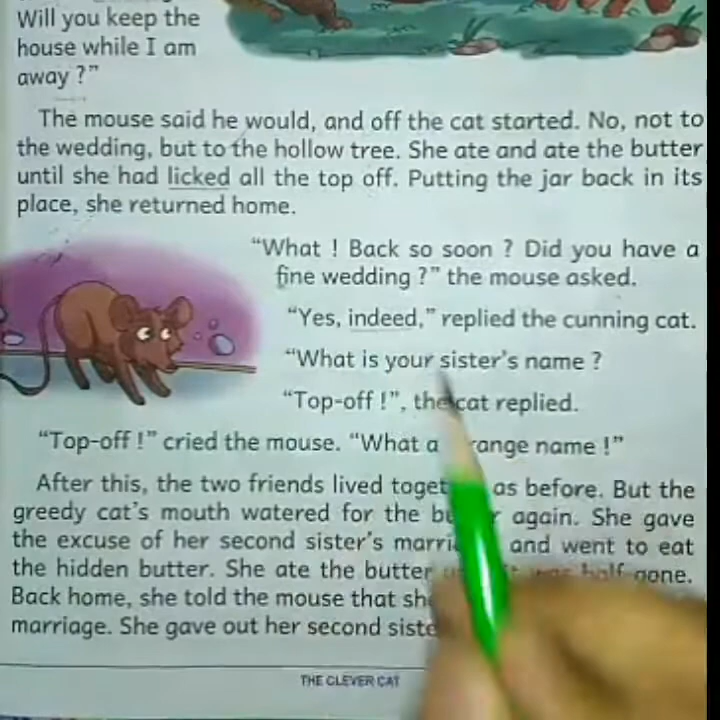 Will you keep the
house while I am
away ?"
The mouse said he would, and off the cat started. No, not to
the wedding, but to the hollow tree. She ate and ate the butter
until she had licked all the top off. Putting the jar back in its
place, she returned home.
"What ! Back so soon ? Did you have a
fine wedding ?" the mouse asked.
"Yes, indeed," replied the cunning cat.
"What is your sister's name ?
"Top-off !", the cat replied.
"Top-off !" cried the mouse. "What a name !"
After this, the two friends lived as before. But the
greedy cat's mouth watered for the again. She gave
the excuse of her second sister's and went to eat
the hidden butter. She ate the butter was half gone.
Back home, she told the mouse that
marriage. She gave out her second
THE CLEVER CAT